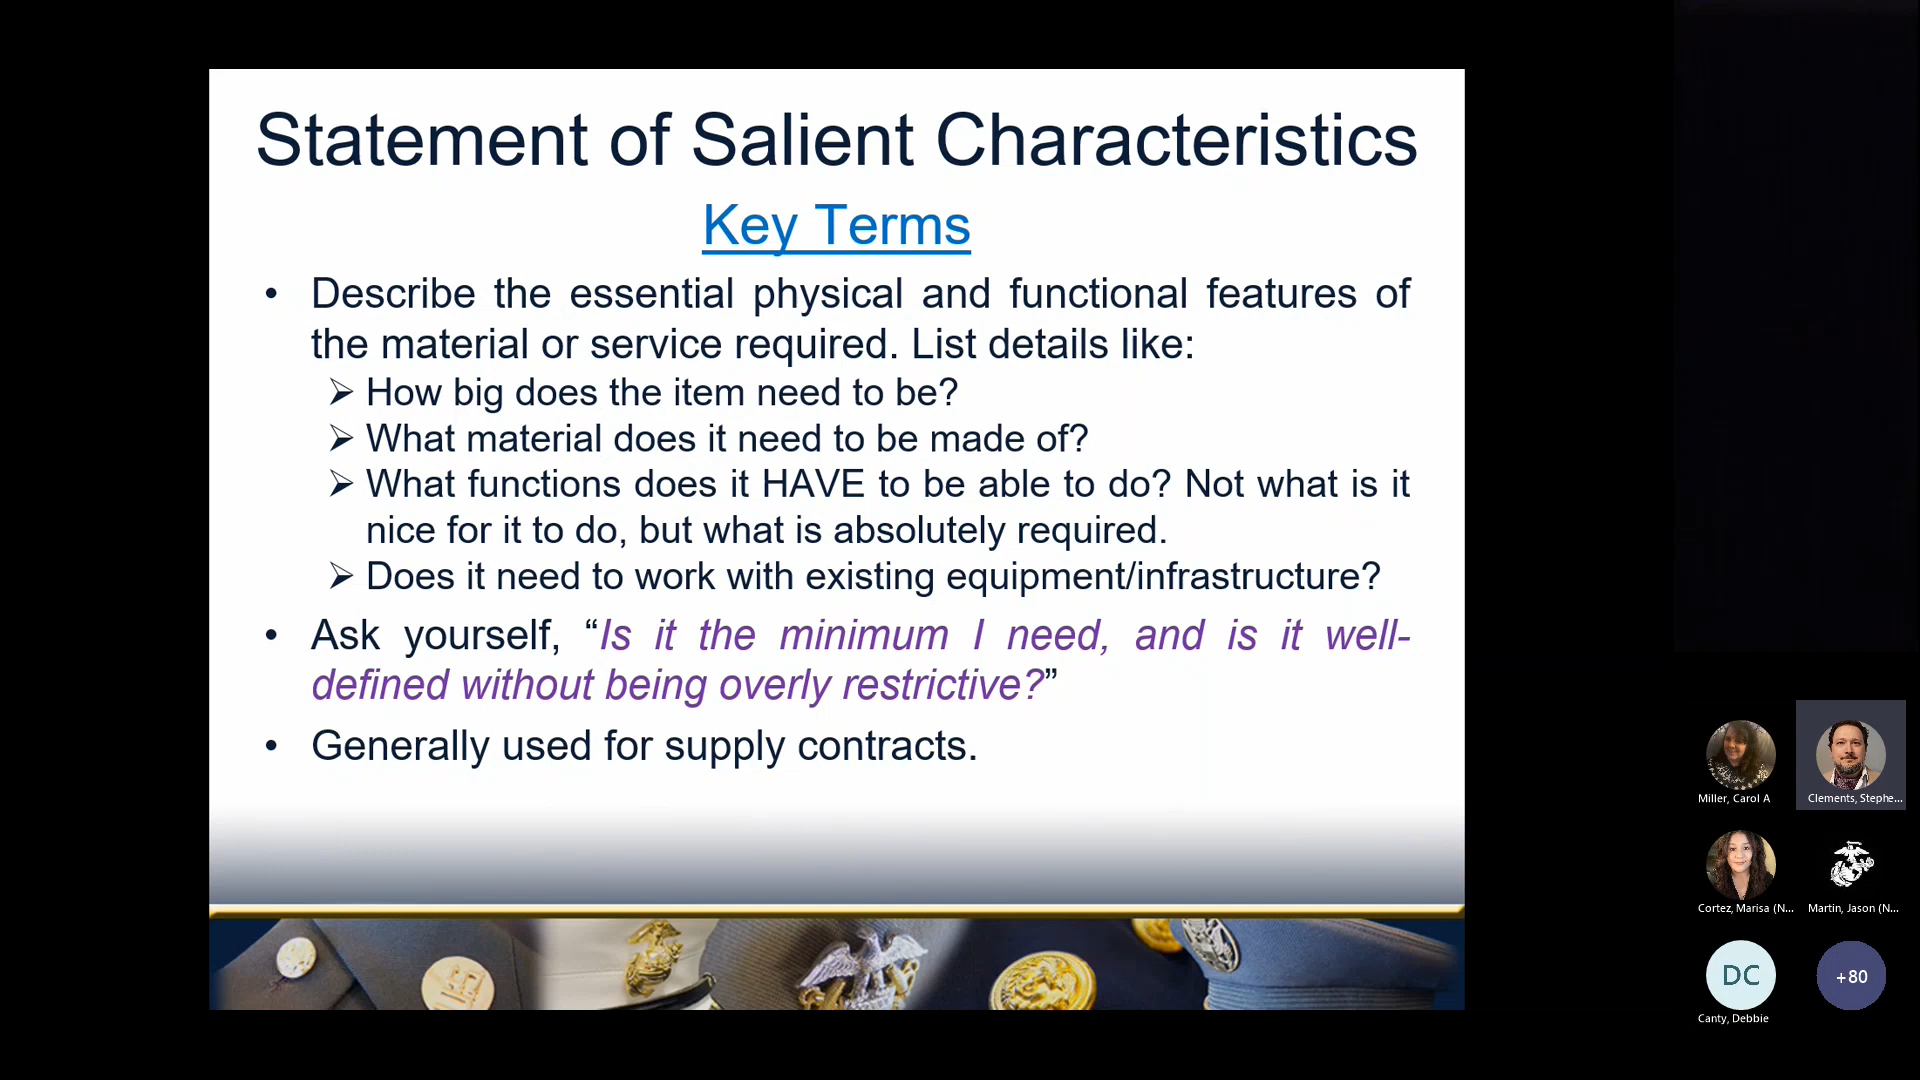 Statement of Salient Characteristics
Key Terms
• Describe the essential physical and functional features of
the material or service required. List details like:
➢ How big does the item need to be?
➢ What material does it need to be made of?
➢ What functions does it HAVE to be able to do? Not what is it
nice for it to do, but what is absolutely required.
➢ Does it need to work with existing equipment/infrastructure?
• Ask yourself, “Is it the minimum I need, and is it well-
defined without being overly restrictive?”
• Generally used for supply contracts.
Miller, Carol A
Clements, Stephe...
Cortez, Marisa (N...
Martin, Jason (N...
DC
+80
Canty, Debbie